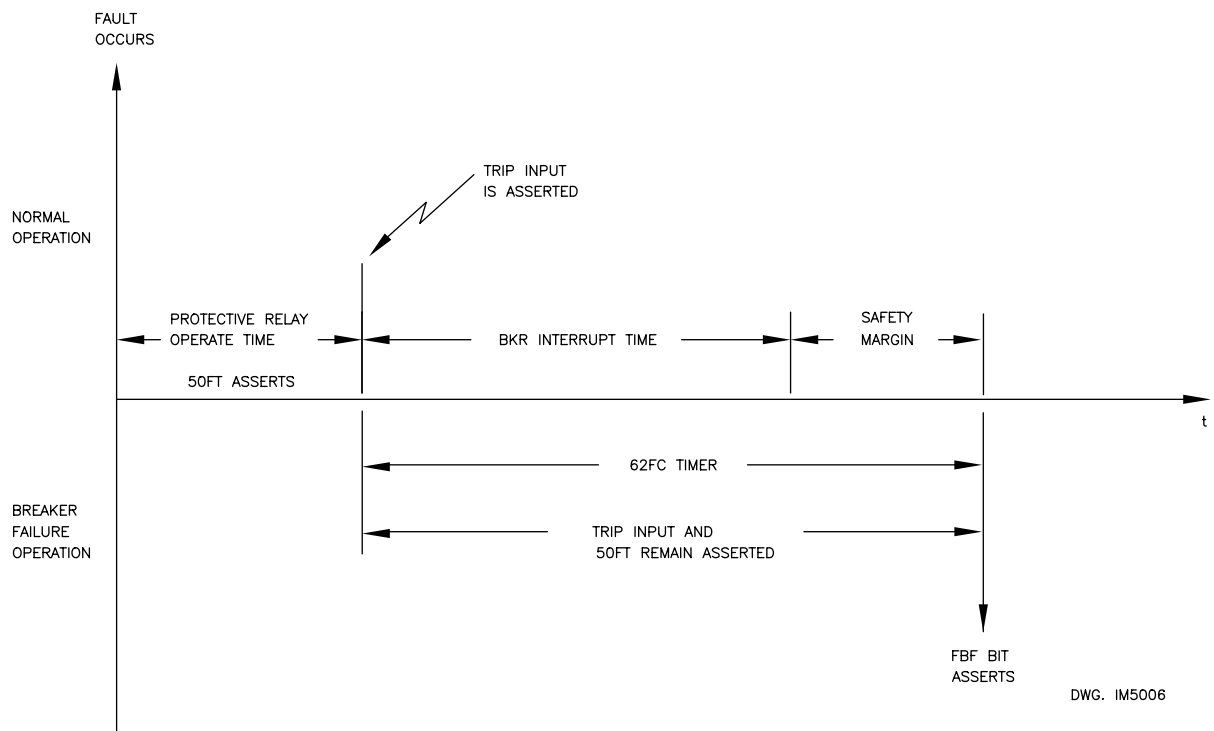 FAULT
OCCURS
TRIP INPUT
IS ASSERTED
NORMAL
OPERATION
PROTECTIVE RELAY
OPERATE TIME
BKR INTERRUPT TIME
SAFETY
MARGIN
50FT ASSERTS
t
62FC TIMER
BREAKER
FAILURE
OPERATION
TRIP INPUT AND
50FT REMAIN ASSERTED
FBF BIT
ASSERTS
DWG. IM5006